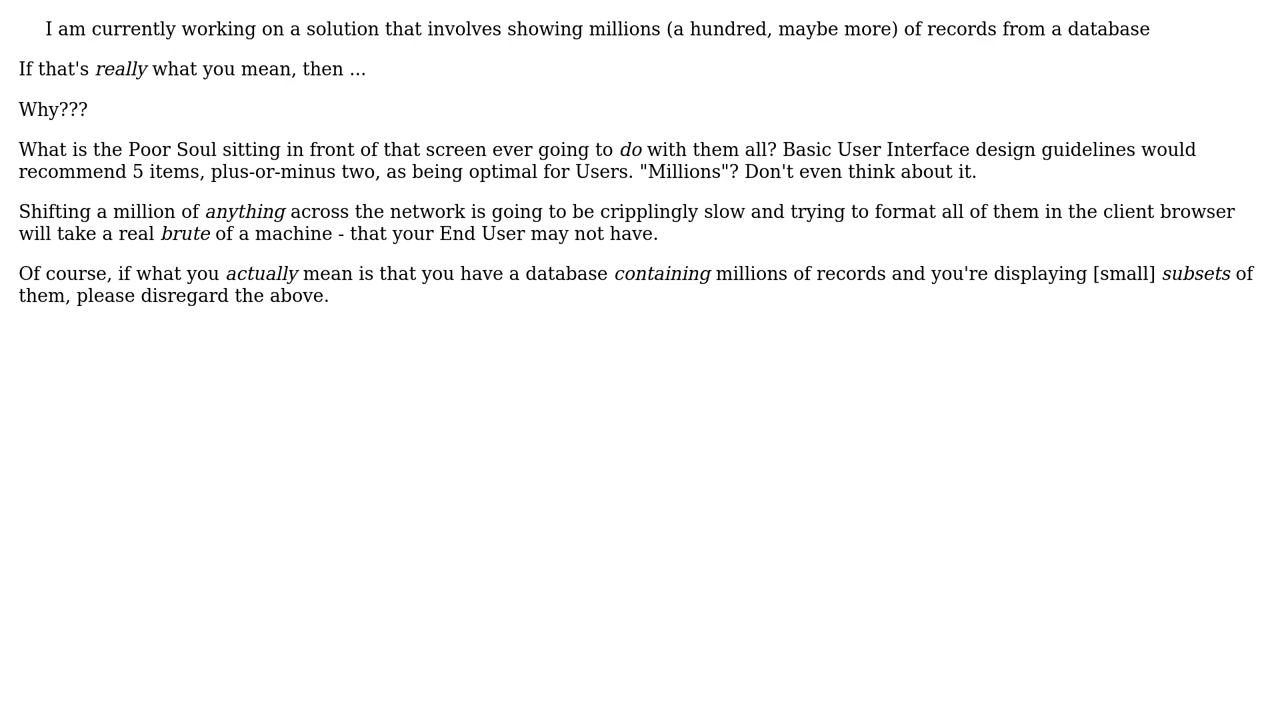 I am currently working on a solution that involves showing millions (a hundred, maybe more) of records from a database
If that's really what you mean, then ...
Why???
What is the Poor Soul sitting in front of that screen ever going to do with them all? Basic User Interface design guidelines would
recommend 5 items, plus-or-minus two, as being optimal for Users. "Millions"? Don't even think about it.
Shifting a million of anything across the network is going to be cripplingly slow and trying to format all of them in the client browser
will take a real brute of a machine - that your End User may not have.
Of course, if what you actually mean is that you have a database containing millions of records and you're displaying [small] subsets of
them, please disregard the above.